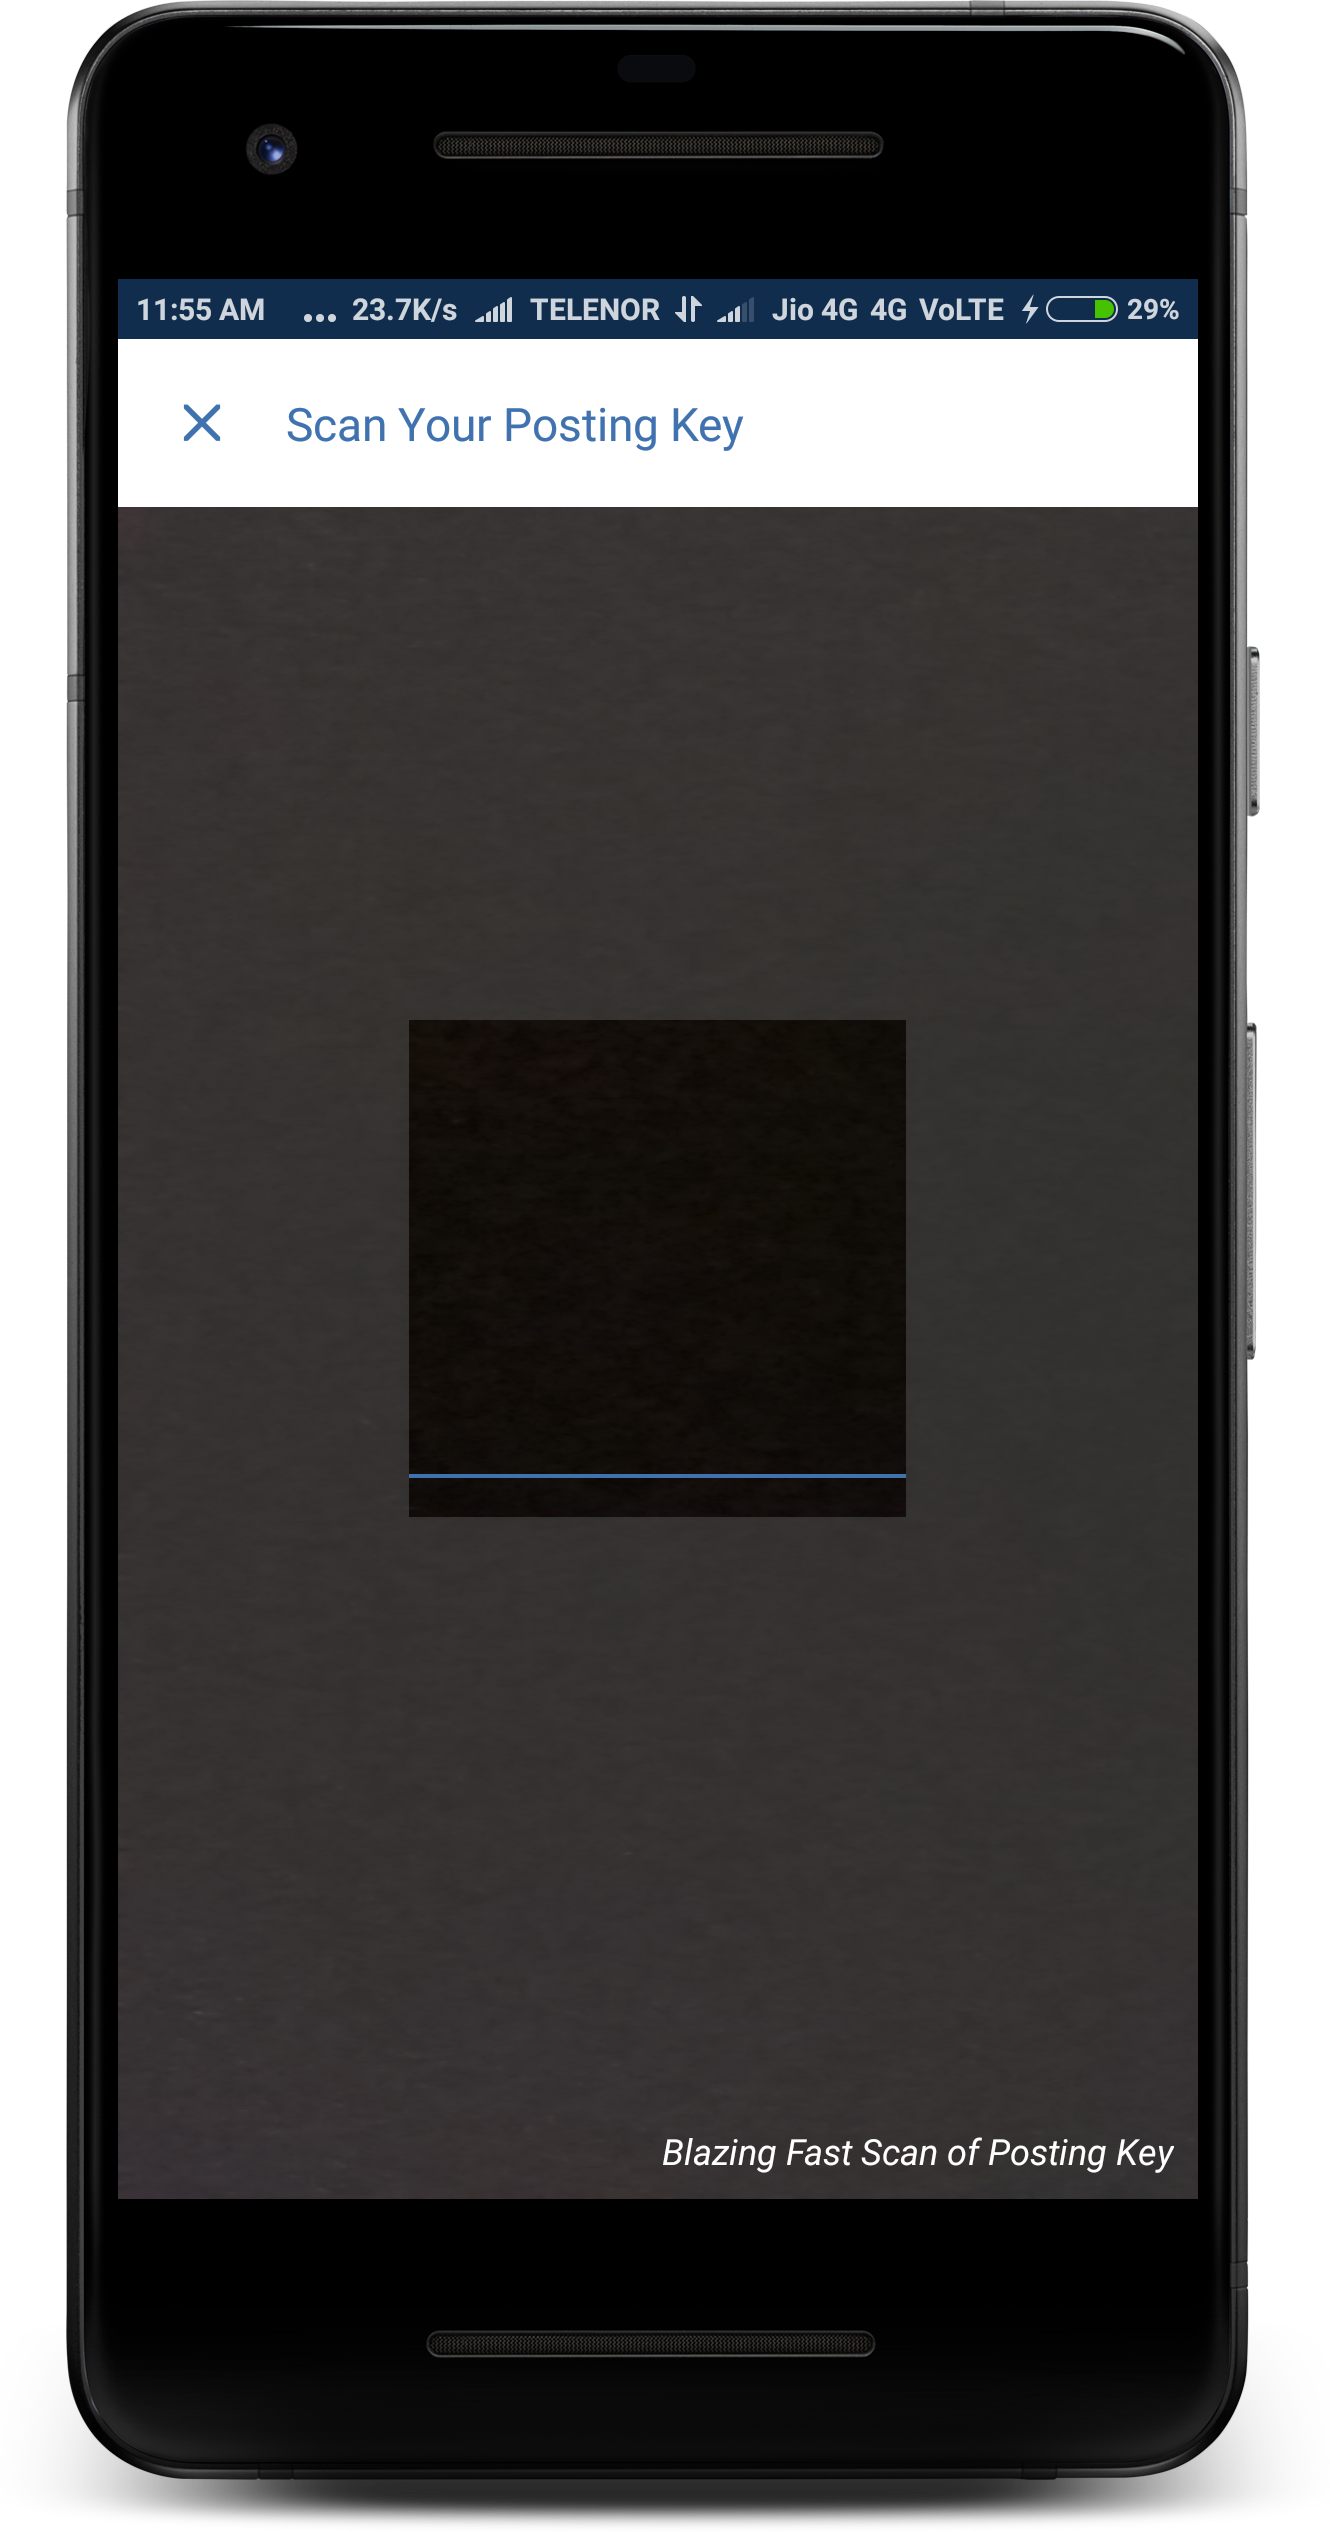 11:55 AM ... 23.7K/s TELENOR Jio 4G 4G VoLTE 29%
Scan Your Posting Key
Blazing Fast Scan of Posting Key